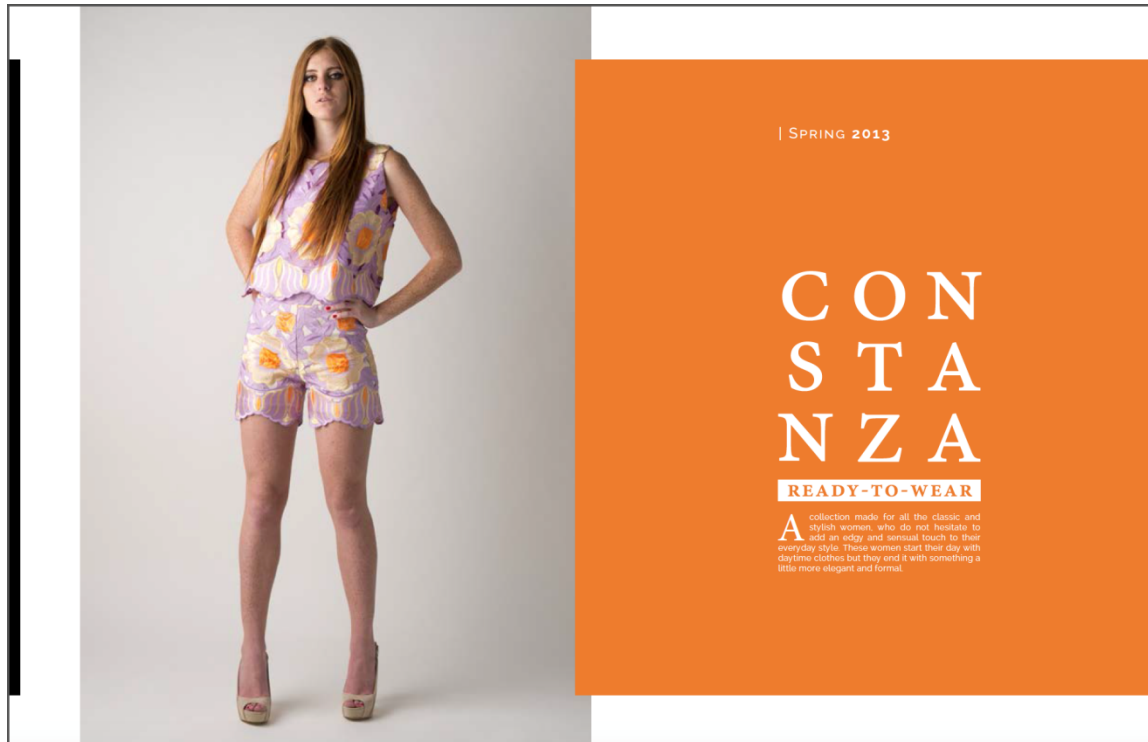 | SPRING 2013
CON
STA
NZA
READY-TO-WEAR
A collection made for all the classic and
stylish women, who do not hesitate to
add an edgy and sensual touch to their
everyday style. These women start their day with
daytime clothes but they end it with something a
little more elegant and formal.